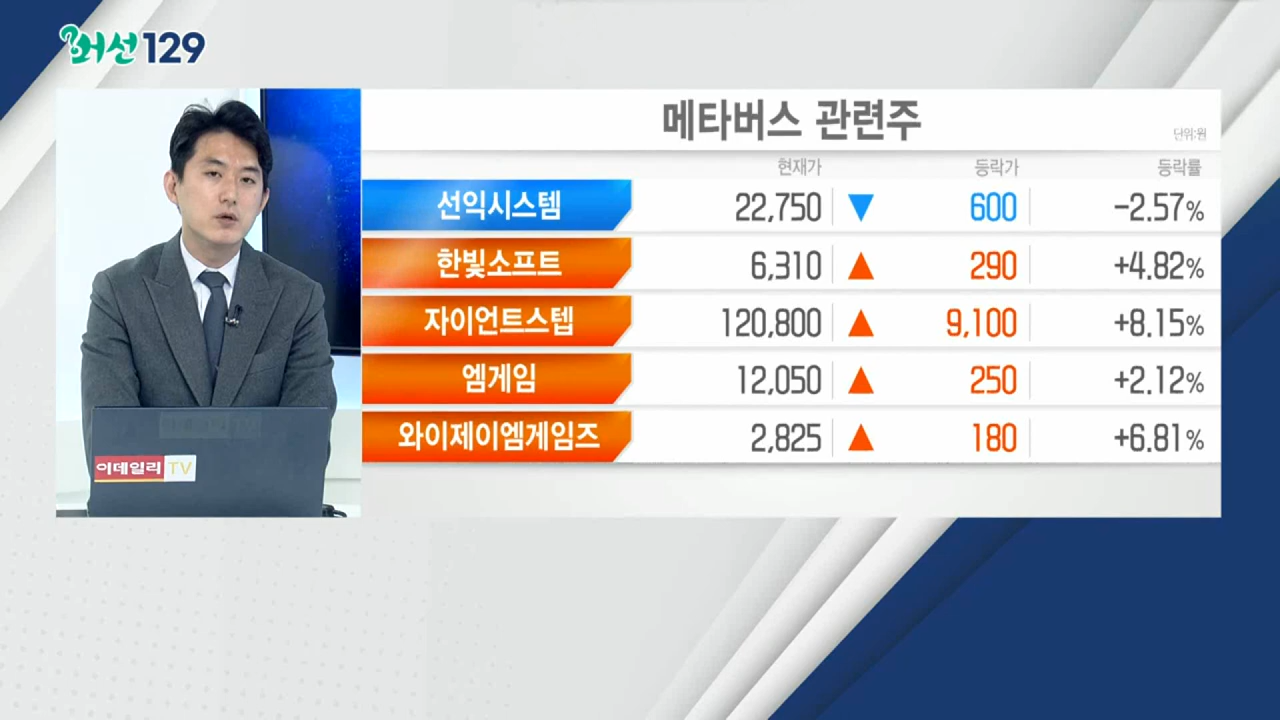 머선129
메타버스 관련주
단위:원
현재가 등락가 등락률
선익시스템 22,750 ▼ 600 -2.57%
한빛소프트 6,310 ▲ 290 +4.82%
자이언트스텝 120,800 ▲ 9,100 +8.15%
엠게임 12,050 ▲ 250 +2.12%
와이제이엠게임즈 2,825 ▲ 180 +6.81%
이데일리TV